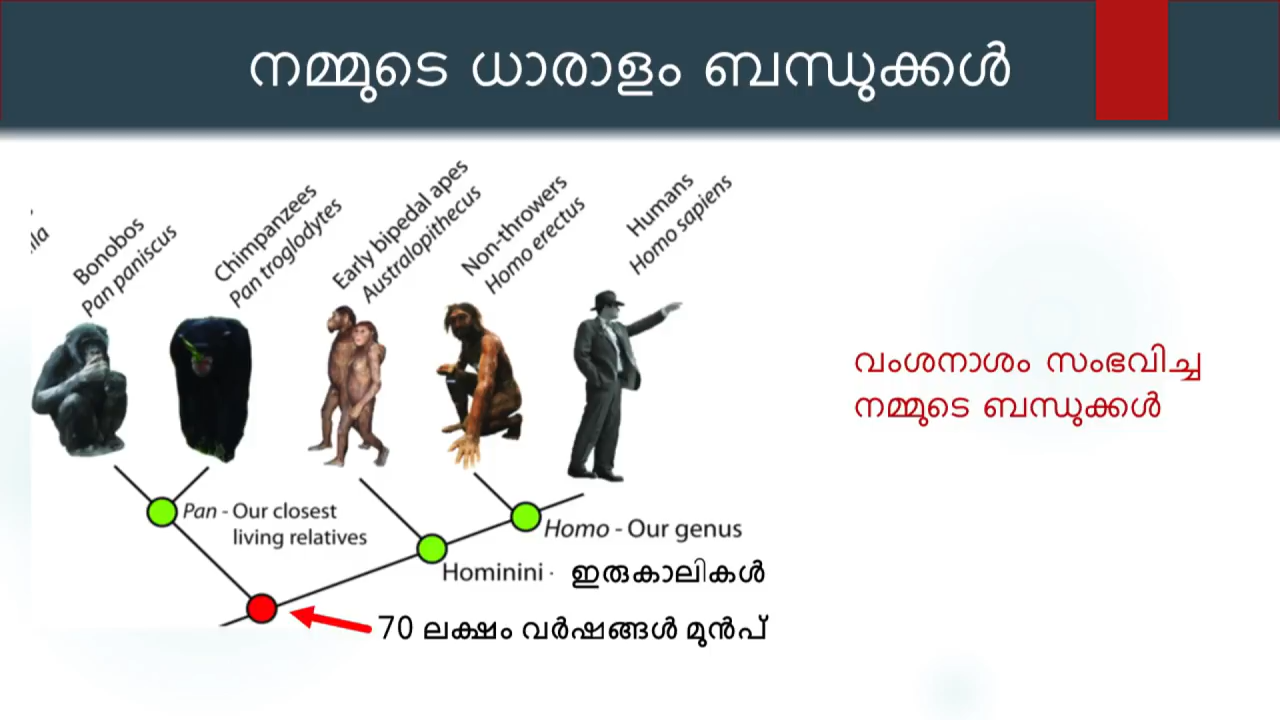 നമ്മുടെ ധാരാളം ബന്ധുക്കൾ
Bonobos
Pan paniscus
Chimpanzees
Pan troglodytes
Early bipedal apes
Australopithecus
Non-throwers
Homo erectus
Humans
Homo sapiens
വംശനാശം സംഭവിച്ച
നമ്മുടെ ബന്ധുക്കൾ
Pan - Our closest
living relatives
Homo - Our genus
Hominini · ഇരുകാലികൾ
70 ലക്ഷം വർഷങ്ങൾ മുൻപ്